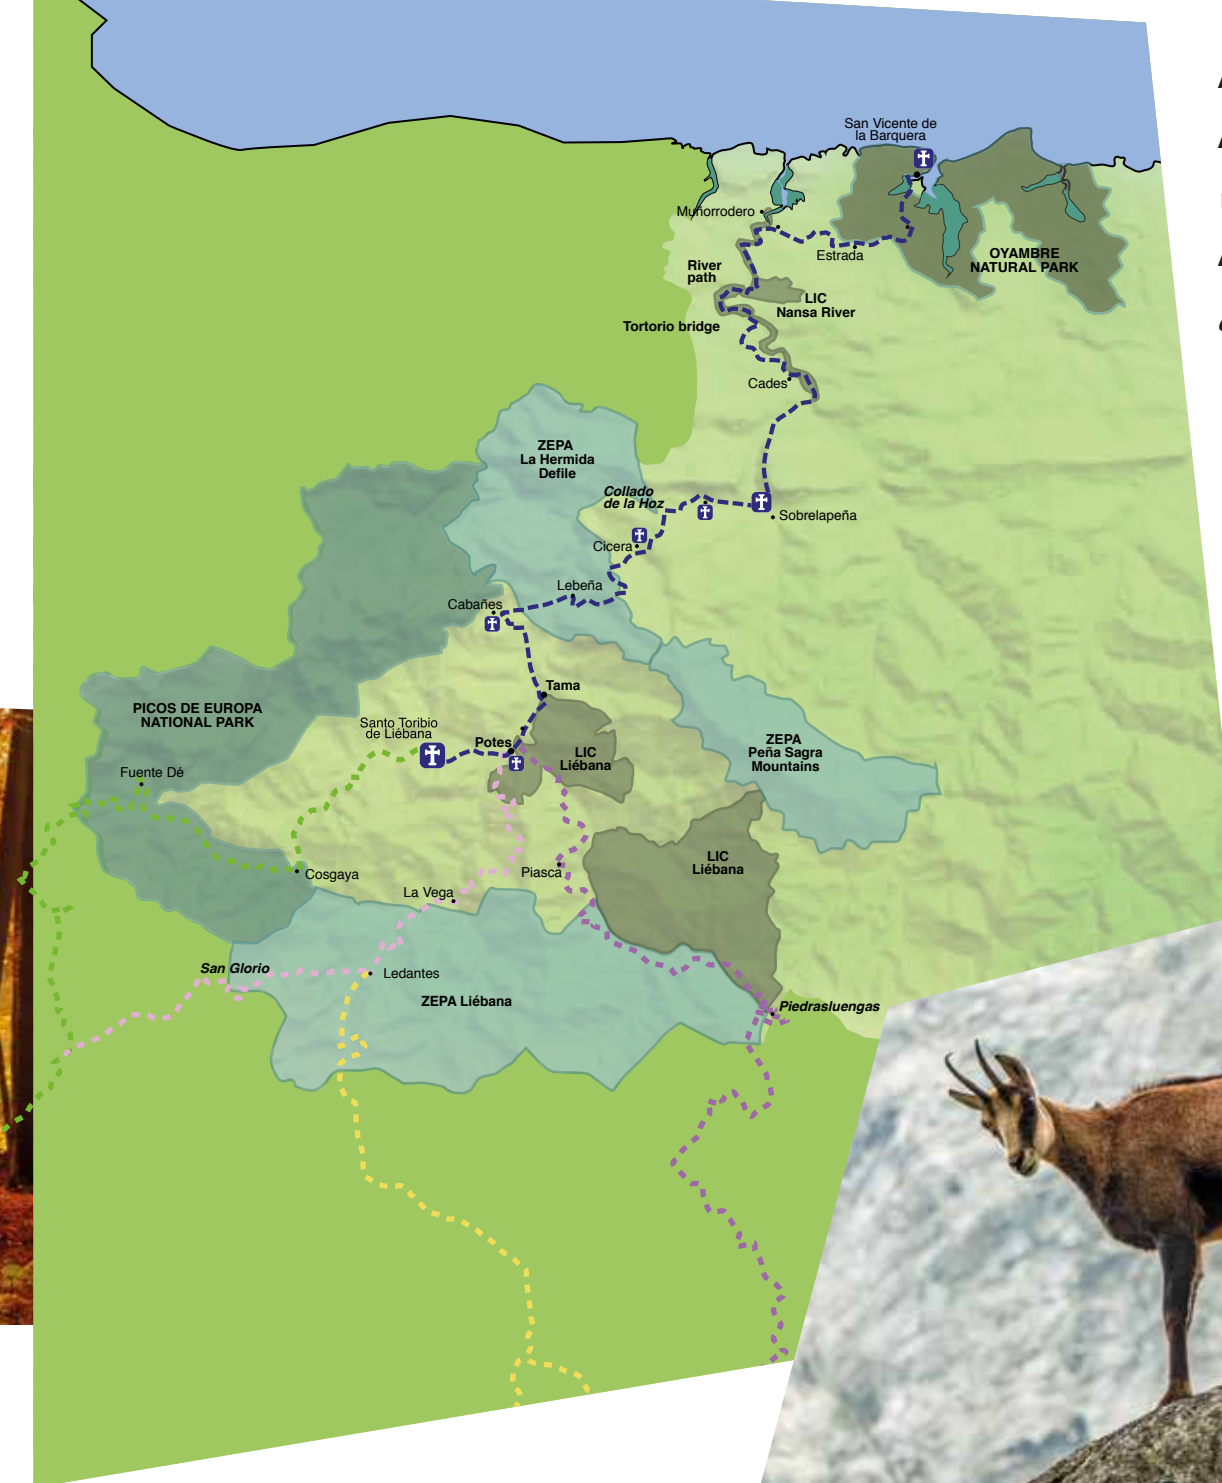 San Vicente de
la Barquera
Muñorrodero
Estrada
OYAMBRE
NATURAL PARK
River
path
LIC
Nansa River
Tortorio bridge
Cades
ZEPA
La Hermida
Defile
Collado
de la Hoz
Sobrelapeña
Cicera
Lebeña
Cabañes
Tama
PICOS DE EUROPA
NATIONAL PARK
Santo Toribio
de Liébana
Potes
LIC
Liébana
ZEPA
Peña Sagra
Mountains
Fuente Dé
LIC
Liébana
Cosgaya
Piasca
La Vega
San Glorio
Ledantes
ZEPA Liébana
Piedrasluengas